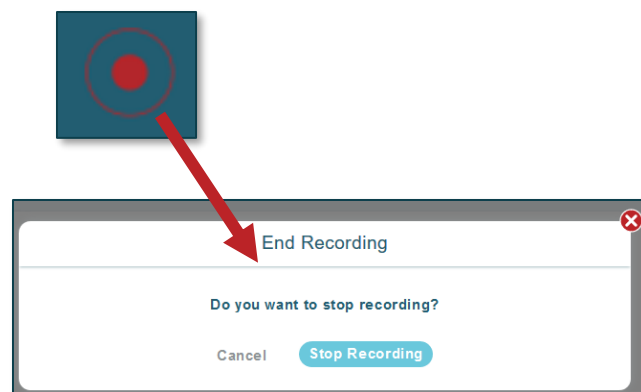 End Recording
Do you want to stop recording?
Cancel Stop Recording